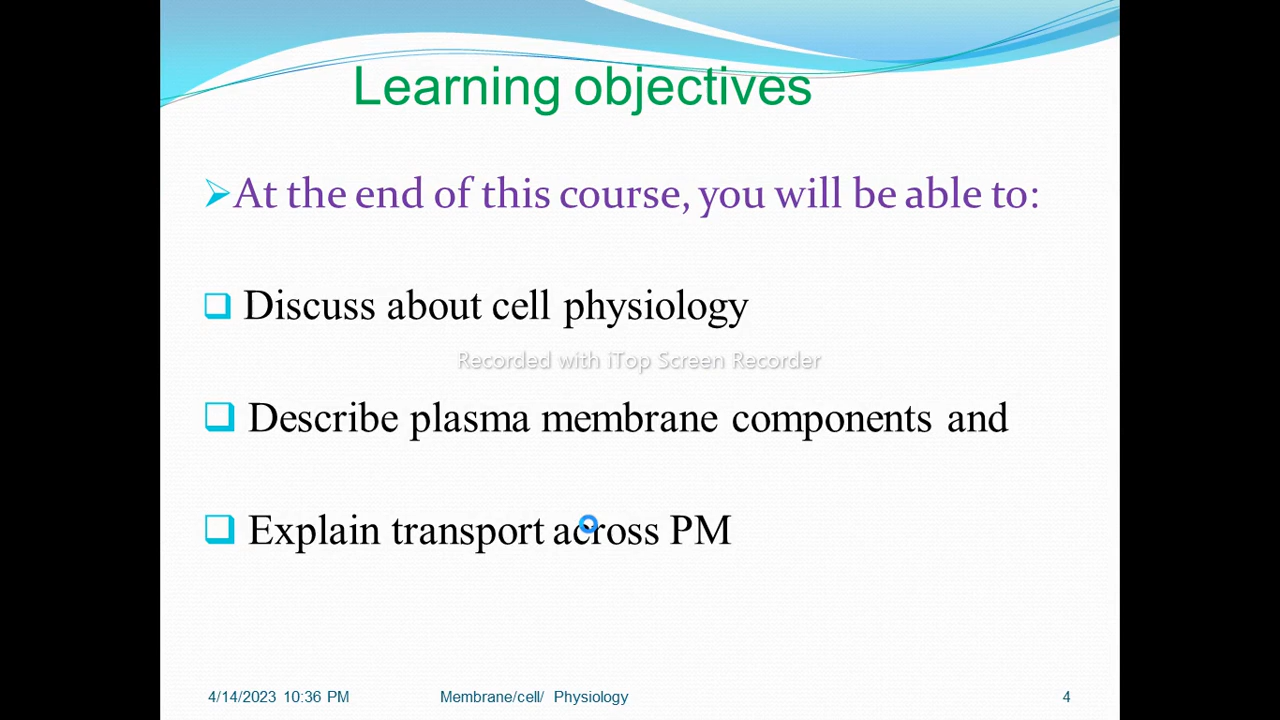 Learning objectives
At the end of this course, you will be able to:
Discuss about cell physiology
Recorded with iTop Screen Recorder
Describe plasma membrane components and
Explain transport across PM
4/14/2023 10:36 PM Membrane/cell/ Physiology 4